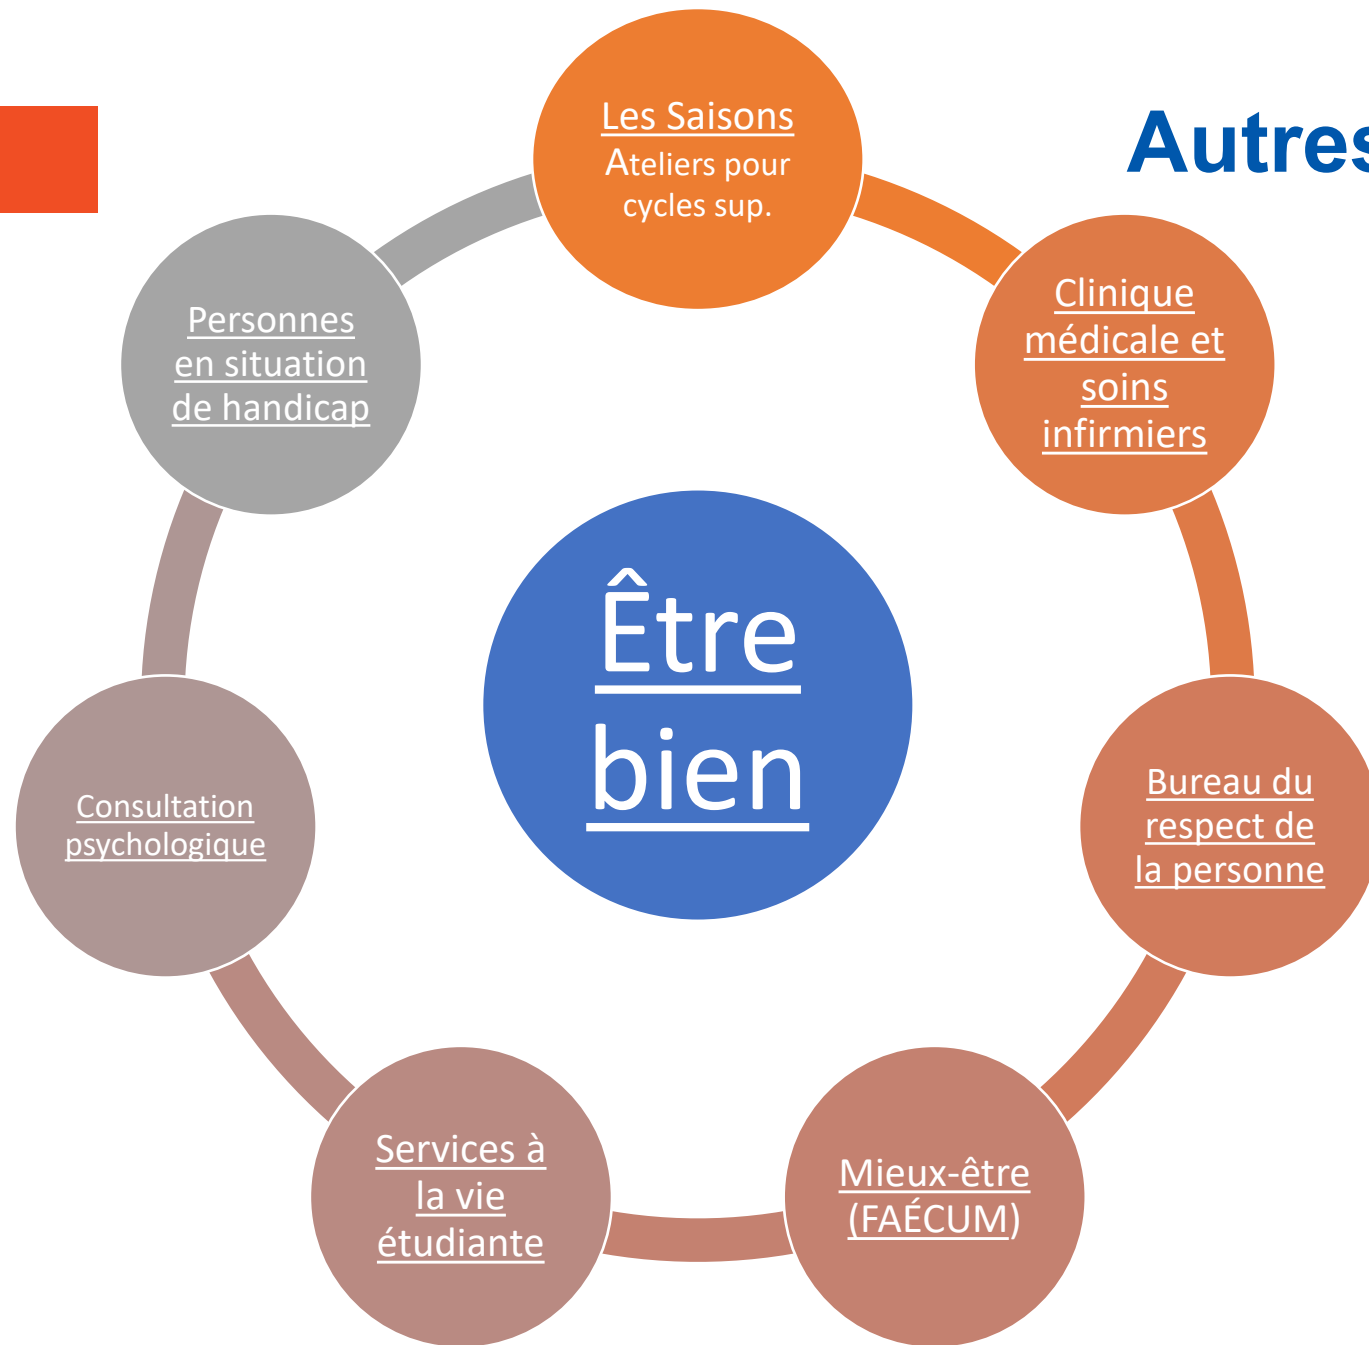 Autres
Les Saisons
Ateliers pour
cycles sup.
Clinique
médicale et
soins
infirmiers
Bureau du
respect de
la personne
Mieux-être
(FAÉCUM)
Services à
la vie
étudiante
Consultation
psychologique
Personnes
en situation
de handicap
Être
bien